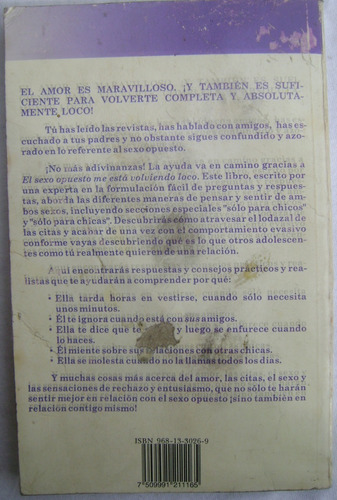 EL AMOR ES MARAVILLOSO. ¡Y TAMBIÉN ES SUFI-
CIENTE PARA VOLVERTE COMPLETA Y ABSOLUTA-
MENTE LOCO!
Tú has leído las revistas, has hablado con amigos, has es-
cuchado a tus padres y no obstante sigues confundido y azo-
rado en lo referente al sexo opuesto.
¡No más adivinanzas! La ayuda va en camino gracias a
El sexo opuesto me está volviendo loco. Este libro, escrito por
una experta en la formulación fácil de preguntas y respues-
tas, aborda las diferentes maneras de pensar y sentir de am-
bos sexos, incluyendo secciones especiales "sólo para chicos"
y "sólo para chicas". Descubrirás cómo atravesar el lodazal de
las citas y acabar de una vez con el comportamiento evasivo
conforme vayas descubriendo qué es lo que otros adolescen-
tes como tú realmente quieren de una relación.
Aquí encontrarás respuestas y consejos prácticos y rea-
listas que te ayudarán a comprender por qué:
• Ella tarda horas en vestirse, cuando sólo necesita
unos minutos.
• Él te ignora cuando está con sus amigos.
• Ella te dice que te y luego se enfurece cuando
lo haces.
• Él miente sobre sus relaciones con otras chicas.
• Ella se molesta cuando no la llamas todos los días.
Y muchas cosas más acerca del amor, las citas, el sexo y
las sensaciones de rechazo y entusiasmo, que no sólo te harán
sentir mejor en relación con el sexo opuesto ¡sino también en
relación contigo mismo!
ISBN 968-13-3026-9
7 509991 211165